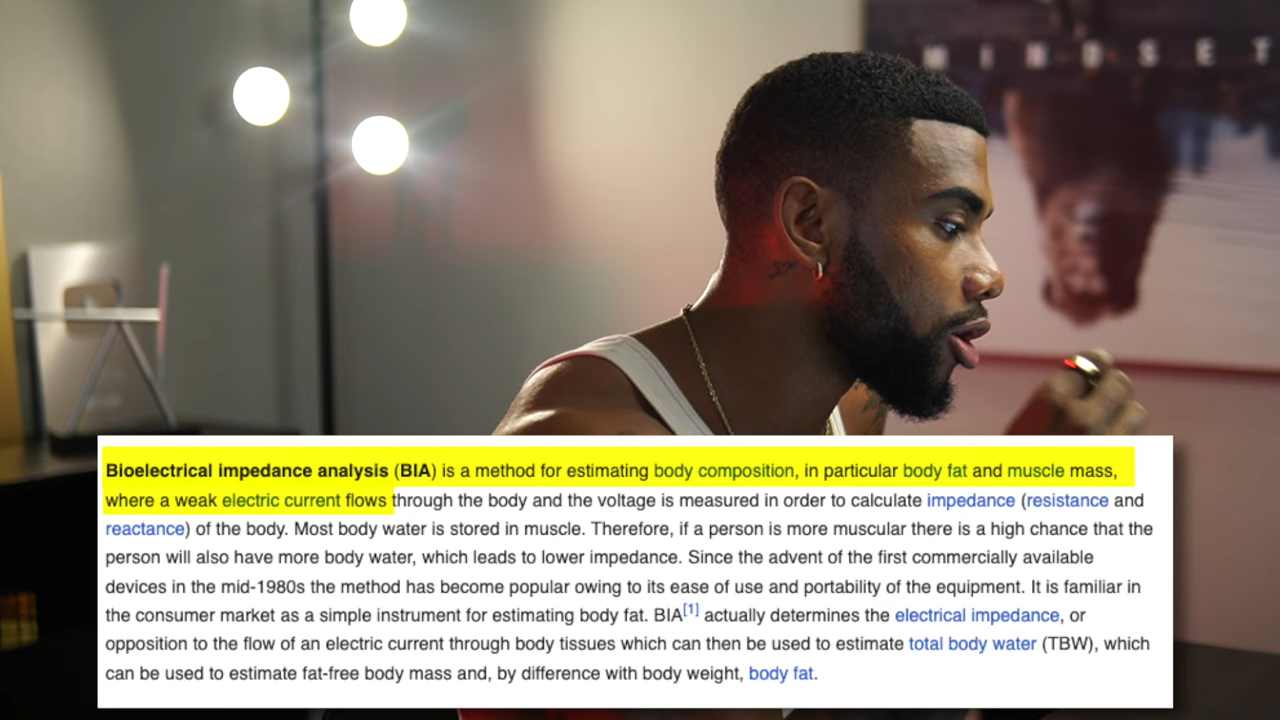 MINDSET
Bioelectrical impedance analysis (BIA) is a method for estimating body composition, in particular body fat and muscle mass,
where a weak electric current flows through the body and the voltage is measured in order to calculate impedance (resistance and
reactance) of the body. Most body water is stored in muscle. Therefore, if a person is more muscular there is a high chance that the
person will also have more body water, which leads to lower impedance. Since the advent of the first commercially available
devices in the mid-1980s the method has become popular owing to its ease of use and portability of the equipment. It is familiar in
the consumer market as a simple instrument for estimating body fat. BIA[1] actually determines the electrical impedance, or
opposition to the flow of an electric current through body tissues which can then be used to estimate total body water (TBW), which
can be used to estimate fat-free body mass and, by difference with body weight, body fat.